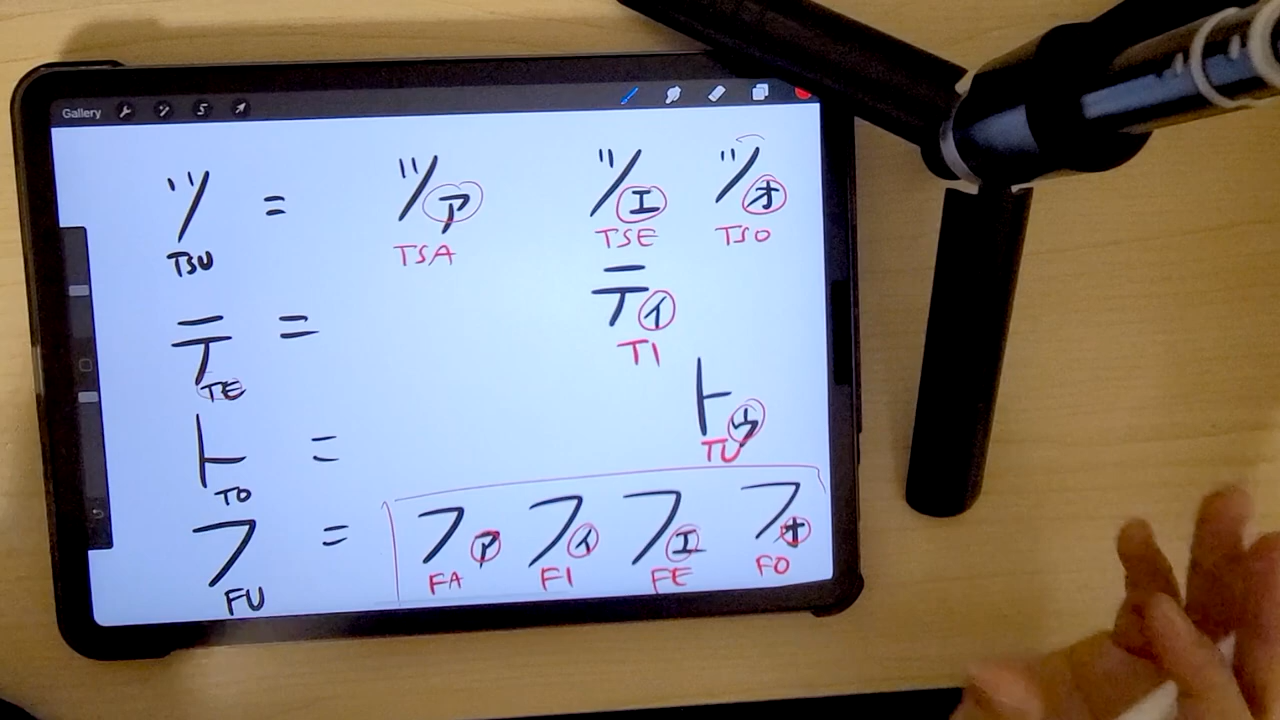 Gallery
ツ = ツァ ツェ ツォ
TSU TSA TSE TSO
テ = ティ
TE TI
ト = トゥ
TO TU
フ = ファ フィ フェ フォ
FU FA FI FE FO